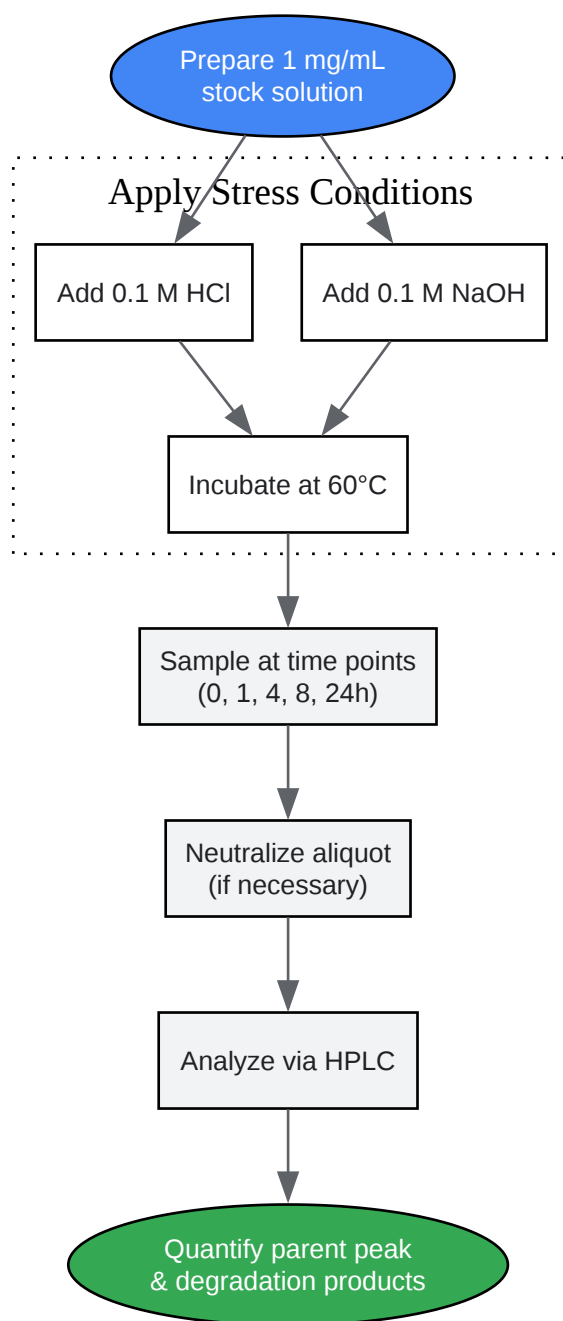 Prepare 1 mg/mL
stock solution
Apply Stress Conditions
Add 0.1 M HCl
Add 0.1 M NaOH
Incubate at 60°C
Sample at time points
(0, 1, 4, 8, 24h)
Neutralize aliquot
(if necessary)
Analyze via HPLC
Quantify parent peak
& degradation products